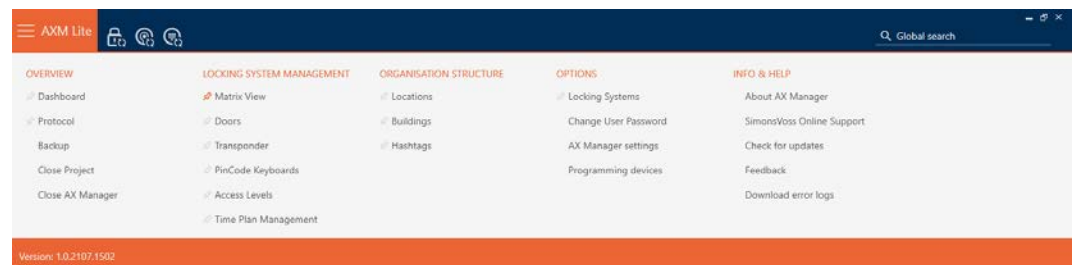 AXM Lite
Global search
OVERVIEW
Dashboard
Protocol
Backup
Close Project
Close AX Manager
LOCKING SYSTEM MANAGEMENT
Matrix View
Doors
Transponder
PinCode Keyboards
Access Levels
Time Plan Management
ORGANISATION STRUCTURE
Locations
Buildings
Hashtags
OPTIONS
Locking Systems
Change User Password
AX Manager settings
Programming devices
INFO & HELP
About AX Manager
SimonsVoss Online Support
Check for updates
Feedback
Download error logs
Version: 1.0.2107.1502